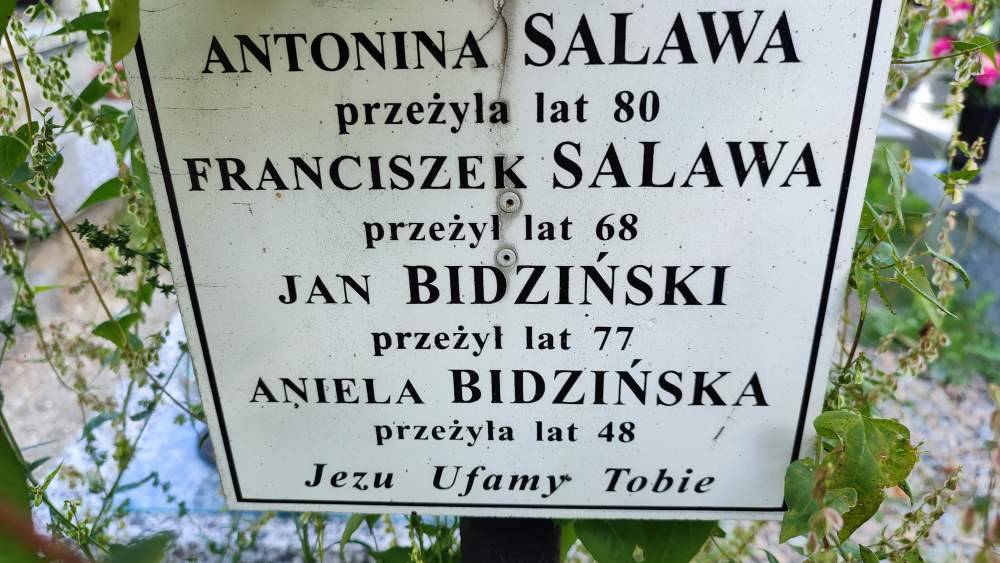 ANTONINA SALAWA
przeżyła lat 80
FRANCISZEK SALAWA
przeżył lat 68
JAN BIDZIŃSKI
przeżył lat 77
ANIELA BIDZIŃSKA
przeżyła lat 48
Jezu Ufamy Tobie